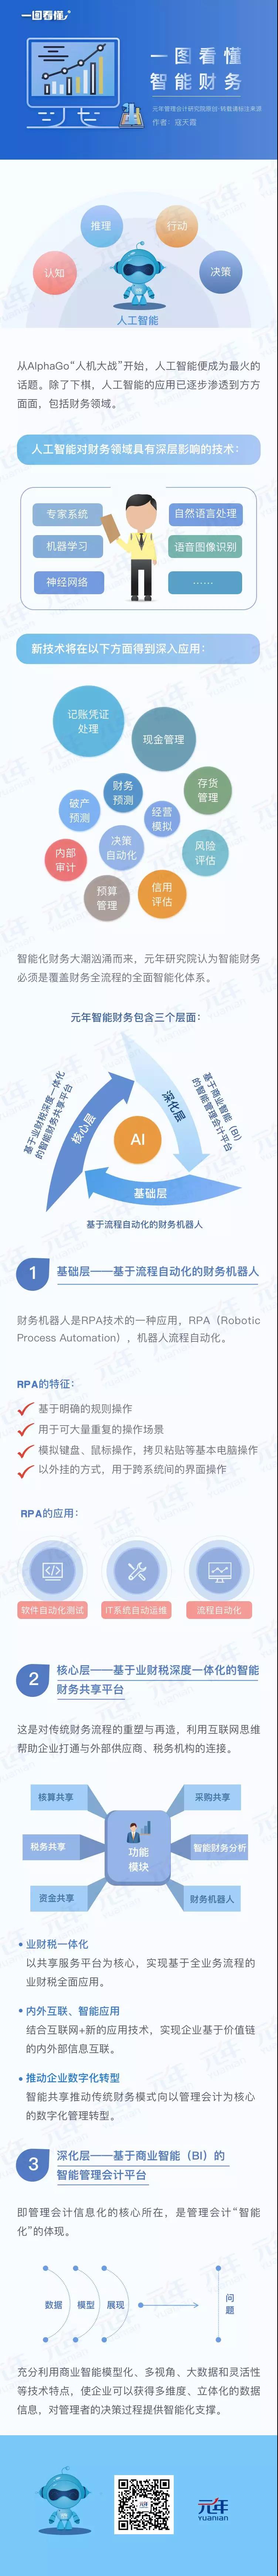 一图看懂
一图看懂
智能财务
元年管理会计研究院原创·转载请标注来源
作者：寇天霞
推理
行动
认知
决策
人工智能
从AlphaGo“人机大战”开始，人工智能便成为最火的
话题。除了下棋，人工智能的应用已逐步渗透到方方
面面，包括财务领域。
人工智能对财务领域具有深层影响的技术：
专家系统
自然语言处理
机器学习
语音图像识别
神经网络
……
新技术将在以下方面得到深入应用：
记账凭证
处理
现金管理
财务
预测
存货
管理
破产
预测
经营
模拟
决策
自动化
内部
审计
风险
评估
预算
管理
信用
评估
智能化财务大潮汹涌而来，元年研究院认为智能财务
必须是覆盖财务全流程的全面智能化体系。
元年智能财务包含三个层面：
基于业财税深度一体化
的智能财务共享平台
核心层
深化层
基于商业智能（BI）
的智能管理会计平台
AI
基础层
基于流程自动化的财务机器人
1
基础层——基于流程自动化的财务机器人
财务机器人是RPA技术的一种应用，RPA（Robotic
Process Automation），机器人流程自动化。
RPA的特征：
基于明确的规则操作
用于可大量重复的操作场景
模拟键盘、鼠标操作，拷贝粘贴等基本电脑操作
以外挂的方式，用于跨系统间的界面操作
RPA的应用：
软件自动化测试
IT系统自动运维
流程自动化
2
核心层——基于业财税深度一体化的智能
财务共享平台
这是对传统财务流程的重塑与再造，利用互联网思维
帮助企业打通与外部供应商、税务机构的连接。
核算共享
采购共享
税务共享
功能
模块
智能财务分析
资金共享
财务机器人
• 业财税一体化
以共享服务平台为核心，实现基于全业务流程的
业财税全面应用。
• 内外互联、智能应用
结合互联网+新的应用技术，实现企业基于价值链
的内外部信息互联。
• 推动企业数字化转型
智能共享推动传统财务模式向以管理会计为核心
的数字化管理转型。
3
深化层——基于商业智能（BI）的
智能管理会计平台
即管理会计信息化的核心所在，是管理会计“智能
化”的体现。
数据
模型
展现
问
题
充分利用商业智能模型化、多视角、大数据和灵活性
等技术特点，使企业可以获得多维度、立体化的数据
信息，对管理者的决策过程提供智能化支撑。
元年
yuanian